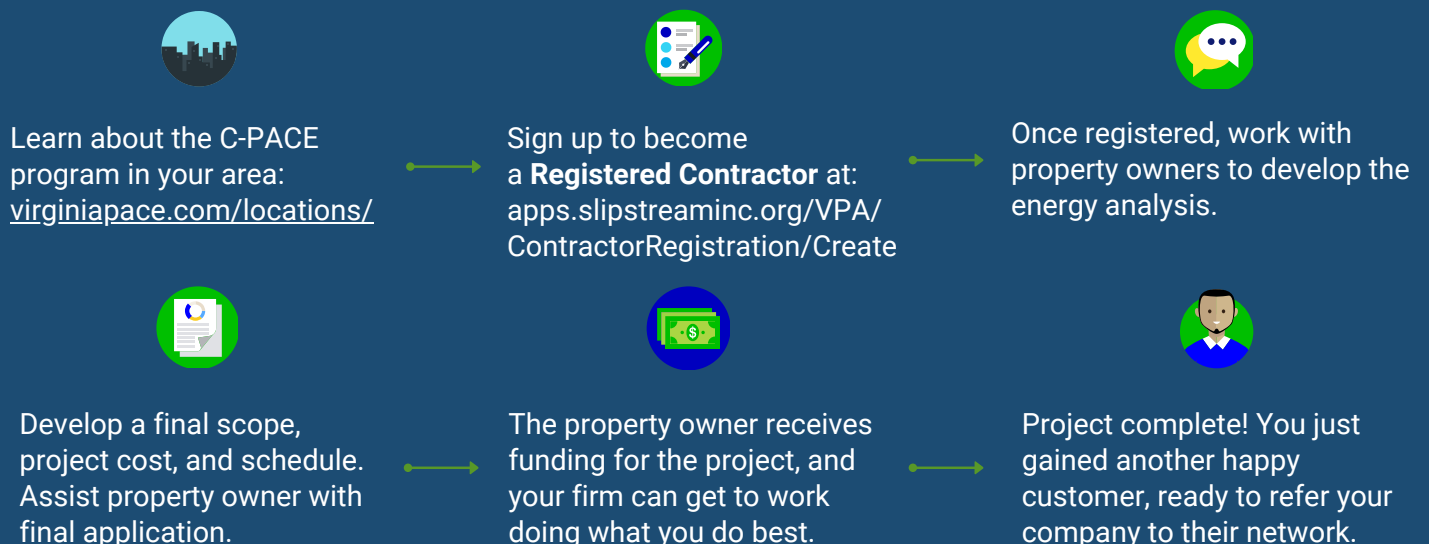 Learn about the C-PACE
program in your area:
virginiapace.com/locations/
Sign up to become
a Registered Contractor at:
apps.slipstreaminc.org/VPA/
ContractorRegistration/Create
Once registered, work with
property owners to develop the
energy analysis.
Develop a final scope,
project cost, and schedule.
Assist property owner with
final application.
$
The property owner receives
funding for the project, and
your firm can get to work
doing what you do best.
Project complete! You just
gained another happy
customer, ready to refer your
company to their network.